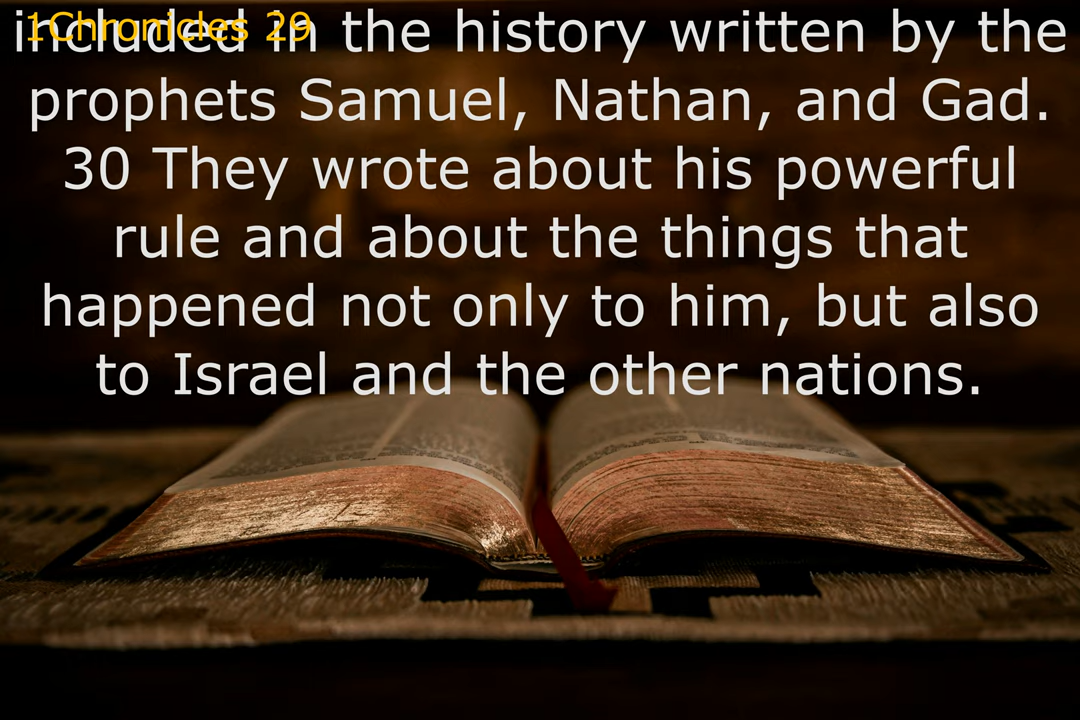 1Chronicles 29
included in the history written by the
prophets Samuel, Nathan, and Gad.
30 They wrote about his powerful
rule and about the things that
happened not only to him, but also
to Israel and the other nations.